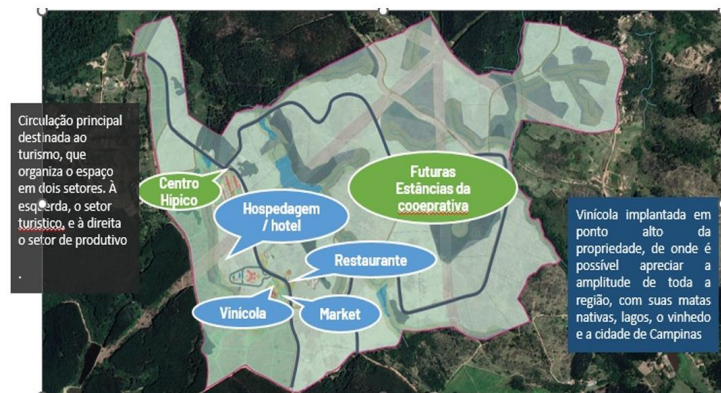 Circulação principal
destinada ao
turismo, que
organiza o espaço
em dois setores. À
esquerda, o setor
turístico, e à direita
o setor de produtivo
.
Centro
Hípico
Hospedagem
/ hotel
Futuras
Estâncias da
cooeprativa
Restaurante
Vinícola
Market
Vinícola implantada em
ponto alto da
propriedade, de onde é
possível apreciar a
amplitude de toda a
região, com suas matas
nativas, lagos, o vinhedo
e a cidade de Campinas